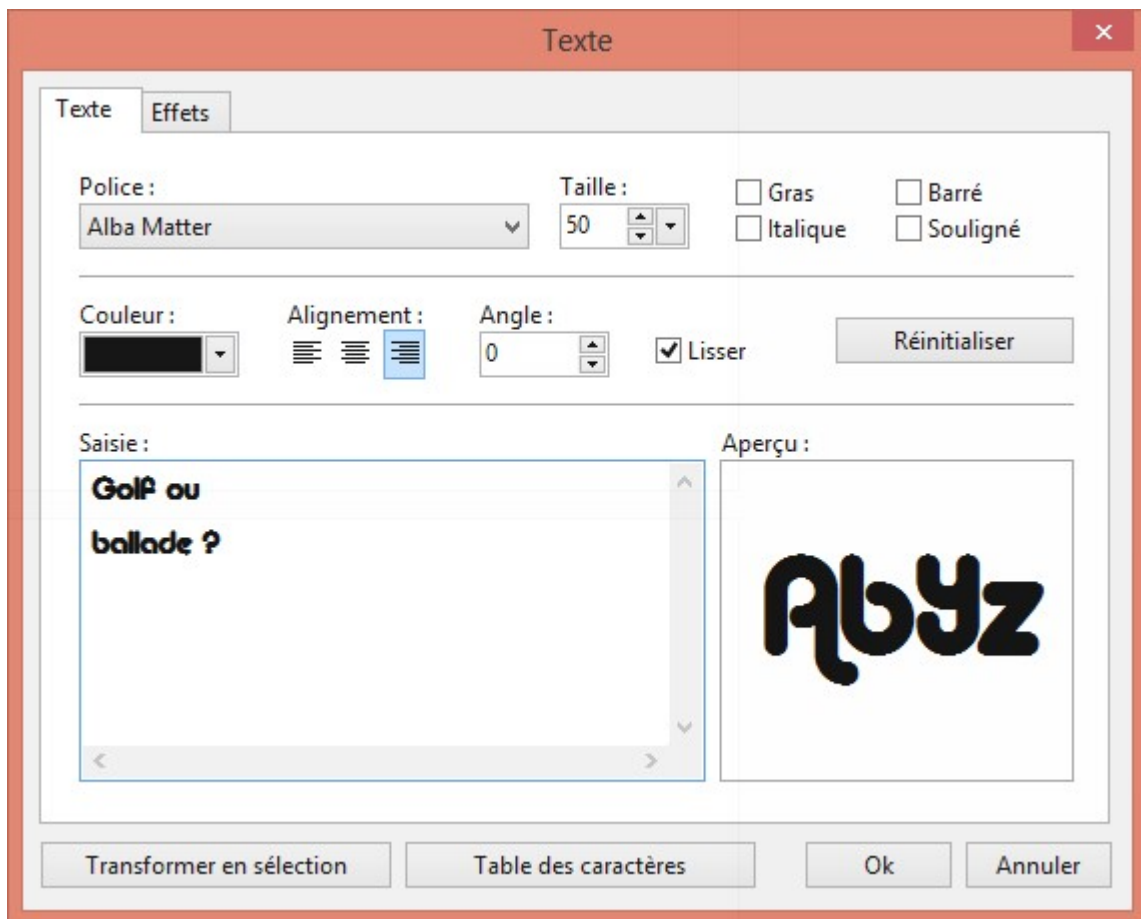 Texte
Texte Effets
Police : Taille : Gras Barré
Alba Matter 50 Italique Souligné
Couleur : Alignement : Angle :
0 Lisser Réinitialiser
Saisie : Aperçu :
Golf ou
ballade ?
Abyz
Transformer en sélection Table des caractères Ok Annuler